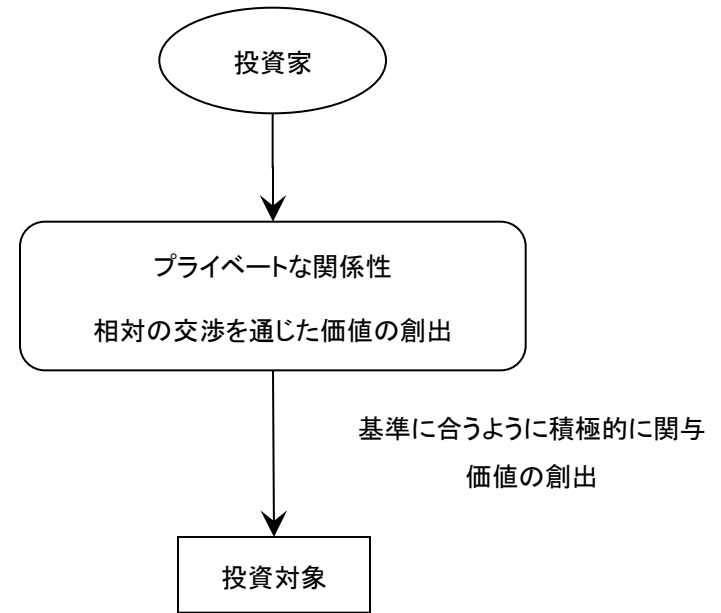 投資家
プライベートな関係性
相対の交渉を通じた価値の創出
基準に合うように積極的に関与
価値の創出
投資対象